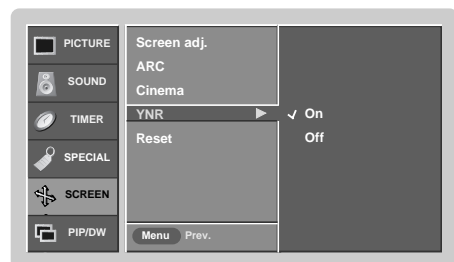 PICTURE
SOUND
TIMER
SPECIAL
SCREEN
PIP/DW
Screen adj.
ARC
Cinema
YNR
Reset
On
Off
Menu Prev.